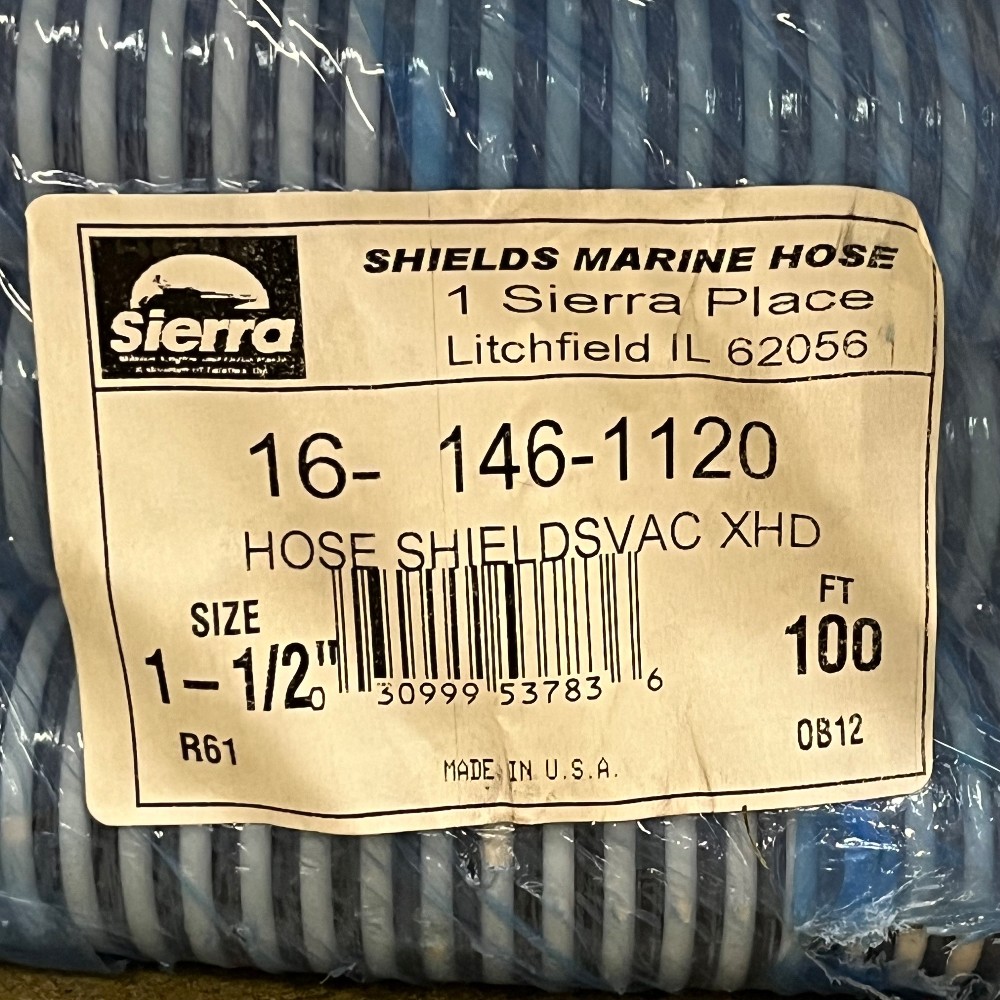 Sierra
SHIELDS MARINE HOSE
1 Sierra Place
Litchfield IL 62056
16- 146-1120
HOSE SHIELDSVAC XHD
SIZE
1-1/2"
FT
100
0 30999 53783 6
R61
0B12
MADE IN U.S.A.